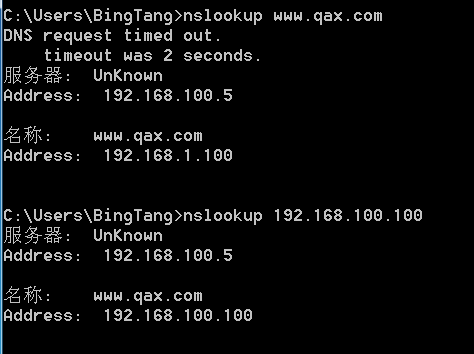 C:\Users\BingTang>nslookup www.qax.com
DNS request timed out.
    timeout was 2 seconds.
服务器:  UnKnown
Address:  192.168.100.5

名称:    www.qax.com
Address:  192.168.1.100

C:\Users\BingTang>nslookup 192.168.100.100
服务器:  UnKnown
Address:  192.168.100.5

名称:    www.qax.com
Address:  192.168.100.100